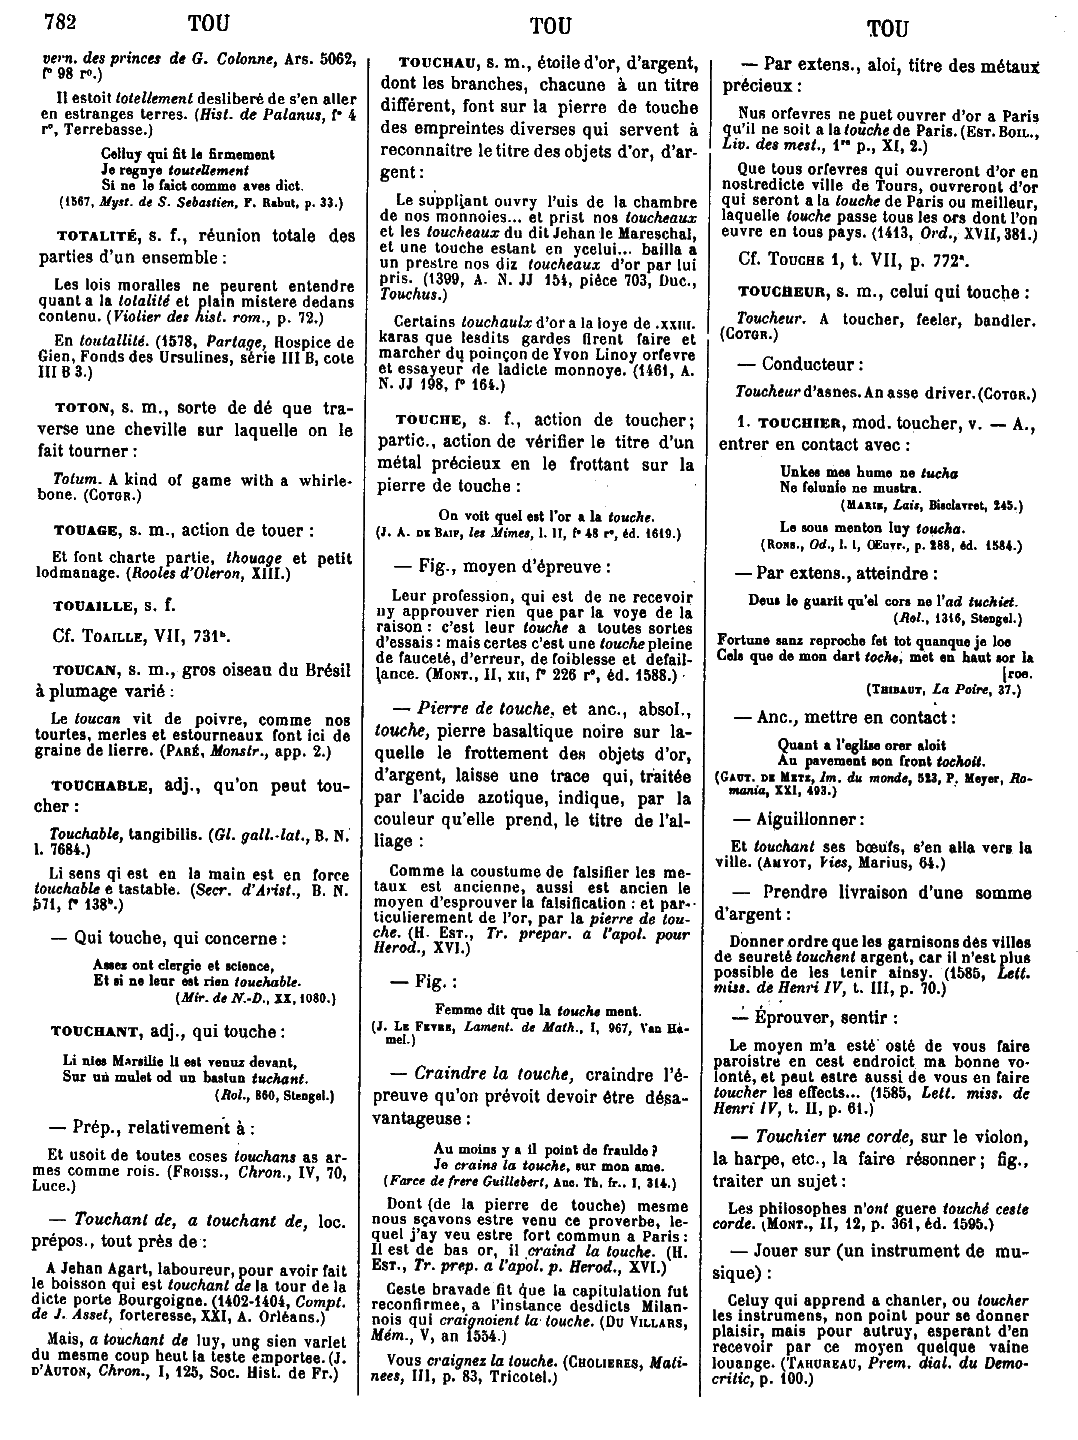 782 TOU TOU TOU
vern. des princes de G. Colonne, Ars. 5062,
f° 98 r°.)
Il estoit totellement desliberé de s'en aller
en estranges terres. (Hist. de Palanus, f° 4
r°, Terrebasse.)
Celluy qui fit le firmement
Je regnye toutellement
Si ne le faict comme aves dict.
(1567, Myst. de S. Sebastien, F. Rabut, p. 33.)
TOTALITÉ, s. f., réunion totale des
parties d'un ensemble :
Les lois moralles ne peurent entendre
quant a la totalité et plain mistere dedans
contenu. (Violier des hist. rom., p. 72.)
En toutallité. (1578, Partage, Hospice de
Gien, Fonds des Ursulines, série III B, cote
III B 3.)
TOTON, s. m., sorte de dé que tra-
verse une cheville sur laquelle on le
fait tourner :
Totum. A kind of game with a whirle-
bone. (COTGR.)
TOUAGE, s. m., action de touer :
Et font charte partie, thouage et petit
lodmanage. (Rooles d'Oleron, XIII.)
TOUAILLE, s. f.
Cf. TOAILLE, VII, 731ᵇ.
TOUCAN, s. m., gros oiseau du Brésil
à plumage varié :
Le toucan vit de poivre, comme nos
tourtes, merles et estourneaux font ici de
graine de lierre. (PARÉ, Monstr., app. 2.)
TOUCHABLE, adj., qu'on peut tou-
cher :
Touchable, tangibilis. (Gl. gall.-lat., B. N.
l. 7684.)
Li sens qi est en la main est en force
touchable e tastable. (Secr. d'Arist., B. N.
571, f° 138ᵇ.)
— Qui touche, qui concerne :
Assez ont clergie et science,
Et si ne leur est rien touchable.
(Mir. de N.-D., XX, 1080.)
TOUCHANT, adj., qui touche :
Li nies Marsilie li est venuz devant,
Sur un mulet od un bastun tuchant.
(Rol., 860, Stengel.)
— Prép., relativement à :
Et usoit de toutes coses touchans as ar-
mes comme rois. (FROISS., Chron., IV, 70,
Luce.)
— Touchant de, a touchant de, loc.
prépos., tout près de :
A Jehan Agart, laboureur, pour avoir fait
le boisson qui est touchant de la tour de la
dicte porte Bourgoigne. (1402-1404, Compt.
de J. Asset, forteresse, XXI, A. Orléans.)
Mais, a touchant de luy, ung sien varlet
du mesme coup heut la teste emportee. (J.
D'AUTON, Chron., I, 125, Soc. Hist. de Fr.)
TOUCHAU, s. m., étoile d'or, d'argent,
dont les branches, chacune à un titre
différent, font sur la pierre de touche
des empreintes diverses qui servent à
reconnaitre le titre des objets d'or, d'ar-
gent :
Le suppliant ouvry l'uis de la chambre
de nos monnoies... et prist nos toucheaux
et les toucheaux du dit Jehan le Mareschal,
et une touche estant en ycelui... bailla a
un prestre nos diz toucheaux d'or par lui
pris. (1399, A. N. JJ 154, pièce 703, Duc.,
Touchus.)
Certains touchaulx d'or a la loye de .XXIII.
karas que lesdits gardes firent faire et
marcher du poinçon de Yvon Linoy orfevre
et essayeur de ladicte monnoye. (1461, A.
N. JJ 198, f° 164.)
TOUCHE, s. f., action de toucher ;
partic., action de vérifier le titre d'un
métal précieux en le frottant sur la
pierre de touche :
On voit quel est l'or a la touche.
(J. A. DE BAIF, les Mimes, l. II, f° 48 r°, éd. 1619.)
— Fig., moyen d'épreuve :
Leur profession, qui est de ne recevoir
ny approuver rien que par la voye de la
raison : c'est leur touche a toutes sortes
d'essais : mais certes c'est une touche pleine
de fauceté, d'erreur, de foiblesse et defail-
lance. (MONT., II, XII, f° 226 r°, éd. 1588.)
— Pierre de touche, et anc., absol.,
touche, pierre basaltique noire sur la-
quelle le frottement des objets d'or,
d'argent, laisse une trace qui, traitée
par l'acide azotique, indique, par la
couleur qu'elle prend, le titre de l'al-
liage :
Comme la coustume de falsifier les me-
taux est ancienne, aussi est ancien le
moyen d'esprouver la falsification : et par-
ticulierement de l'or, par la pierre de tou-
che. (H. EST., Tr. prepar. a l'apol. pour
Herod., XVI.)
— Fig. :
Femme dit que la touche ment.
(J. LE FEVRE, Lament. de Math., I, 967, Van Ha-
mel.)
— Craindre la touche, craindre l'é-
preuve qu'on prévoit devoir être désa-
vantageuse :
Au moins y a il point de fraulde ?
Je crains la touche, sur mon ame.
(Farce de frere Guillebert, Anc. Th. fr.. I, 314.)
Dont (de la pierre de touche) mesme
nous sçavons estre venu ce proverbe, le-
quel j'ay veu estre fort commun a Paris :
Il est de bas or, il craind la touche. (H.
EST., Tr. prep. a l'apol. p. Herod., XVI.)
Ceste bravade fit que la capitulation fut
reconfirmee, a l'instance desdicts Milan-
nois qui craignoient la touche. (DU VILLARS,
Mém., V, an 1554.)
Vous craignez la touche. (CHOLIERES, Mati-
nees, III, p. 83, Tricotel.)
— Par extens., aloi, titre des métaux
précieux :
Nus orfevres ne puet ouvrer d'or a Paris
qu'il ne soit a la touche de Paris. (EST. BOIL.,
Liv. des mest., 1ʳᵉ p., XI, 2.)
Que tous orfevres qui ouvreront d'or en
nostredicte ville de Tours, ouvreront d'or
qui seront a la touche de Paris ou meilleur,
laquelle touche passe tous les ors dont l'on
euvre en tous pays. (1413, Ord., XVII, 381.)
Cf. TOUCHE 1, t. VII, p. 772ᵃ.
TOUCHEUR, s. m., celui qui touche :
Toucheur. A toucher, feeler, bandler.
(COTGR.)
— Conducteur :
Toucheur d'asnes. An asse driver. (COTGR.)
1. TOUCHIER, mod. toucher, v. — A.,
entrer en contact avec :
Unkes mes hume ne tucha
Ne felunie ne mustra.
(MARIE, Lais, Bisclavret, 245.)
Le sous menton luy toucha.
(RONS., Od., l. I, Œuvr., p. 288, éd. 1584.)
— Par extens., atteindre :
Deus le guarit qu'el cors ne l'ad tuchiet.
(Rol., 1316, Stengel.)
Fortune sanz reproche fet tot quanque je loe
Cels que de mon dart toche, met en haut sor la
[roe.
(THIBAUT, La Poire, 37.)
— Anc., mettre en contact :
Quant a l'eglise orer aloit
Au pavement son front tochoit.
(GAUT. DE METZ, Im. du monde, 523, P. Meyer, Ro-
mania, XXI, 493.)
— Aiguillonner :
Et touchant ses bœufs, s'en alla vers la
ville. (AMYOT, Vies, Marius, 64.)
— Prendre livraison d'une somme
d'argent :
Donner ordre que les garnisons des villes
de seureté touchent argent, car il n'est plus
possible de les tenir ainsy. (1585, Lett.
miss. de Henri IV, t. III, p. 70.)
— Éprouver, sentir :
Le moyen m'a esté osté de vous faire
paroistre en cest endroict ma bonne vo-
lonté, et peut estre aussi de vous en faire
toucher les effects... (1585, Lett. miss. de
Henri IV, t. II, p. 61.)
— Touchier une corde, sur le violon,
la harpe, etc., la faire résonner ; fig.,
traiter un sujet :
Les philosophes n'ont guere touché ceste
corde. (MONT., II, 12, p. 361, éd. 1595.)
— Jouer sur (un instrument de mu-
sique) :
Celuy qui apprend a chanter, ou toucher
les instrumens, non point pour se donner
plaisir, mais pour autruy, esperant d'en
recevoir par ce moyen quelque vaine
louange. (TAHUREAU, Prem. dial. du Demo-
critic, p. 100.)